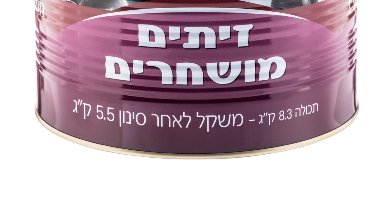 זיתים
מושחרים
תכולה 8.3 ק"ג - משקל לאחר סינון 5.5 ק"ג